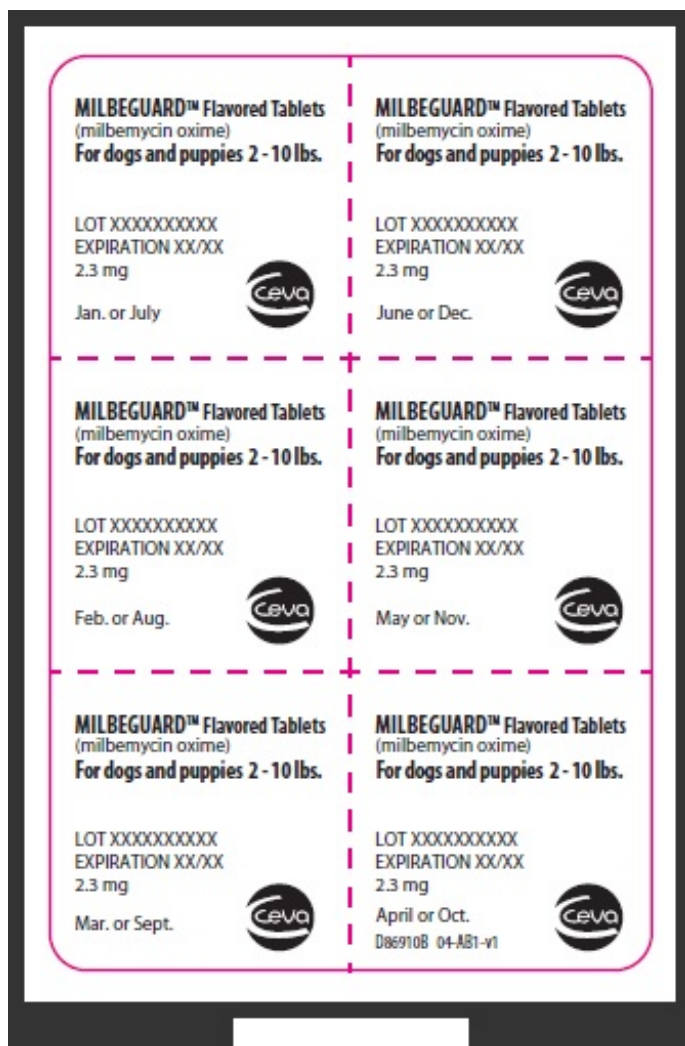 MILBEGUARD™ Flavored Tablets
(milbemycin oxime)
For dogs and puppies 2 - 10 lbs.
LOT XXXXXXXXXX
EXPIRATION XX/XX
2.3 mg
Jan. or July
ceva
MILBEGUARD™ Flavored Tablets
(milbemycin oxime)
For dogs and puppies 2 - 10 lbs.
LOT XXXXXXXXXX
EXPIRATION XX/XX
2.3 mg
June or Dec.
ceva
MILBEGUARD™ Flavored Tablets
(milbemycin oxime)
For dogs and puppies 2 - 10 lbs.
LOT XXXXXXXXXX
EXPIRATION XX/XX
2.3 mg
Feb. or Aug.
ceva
MILBEGUARD™ Flavored Tablets
(milbemycin oxime)
For dogs and puppies 2 - 10 lbs.
LOT XXXXXXXXXX
EXPIRATION XX/XX
2.3 mg
May or Nov.
ceva
MILBEGUARD™ Flavored Tablets
(milbemycin oxime)
For dogs and puppies 2 - 10 lbs.
LOT XXXXXXXXXX
EXPIRATION XX/XX
2.3 mg
Mar. or Sept.
ceva
MILBEGUARD™ Flavored Tablets
(milbemycin oxime)
For dogs and puppies 2 - 10 lbs.
LOT XXXXXXXXXX
EXPIRATION XX/XX
2.3 mg
April or Oct.
D86910B 04-AB1-v1
ceva